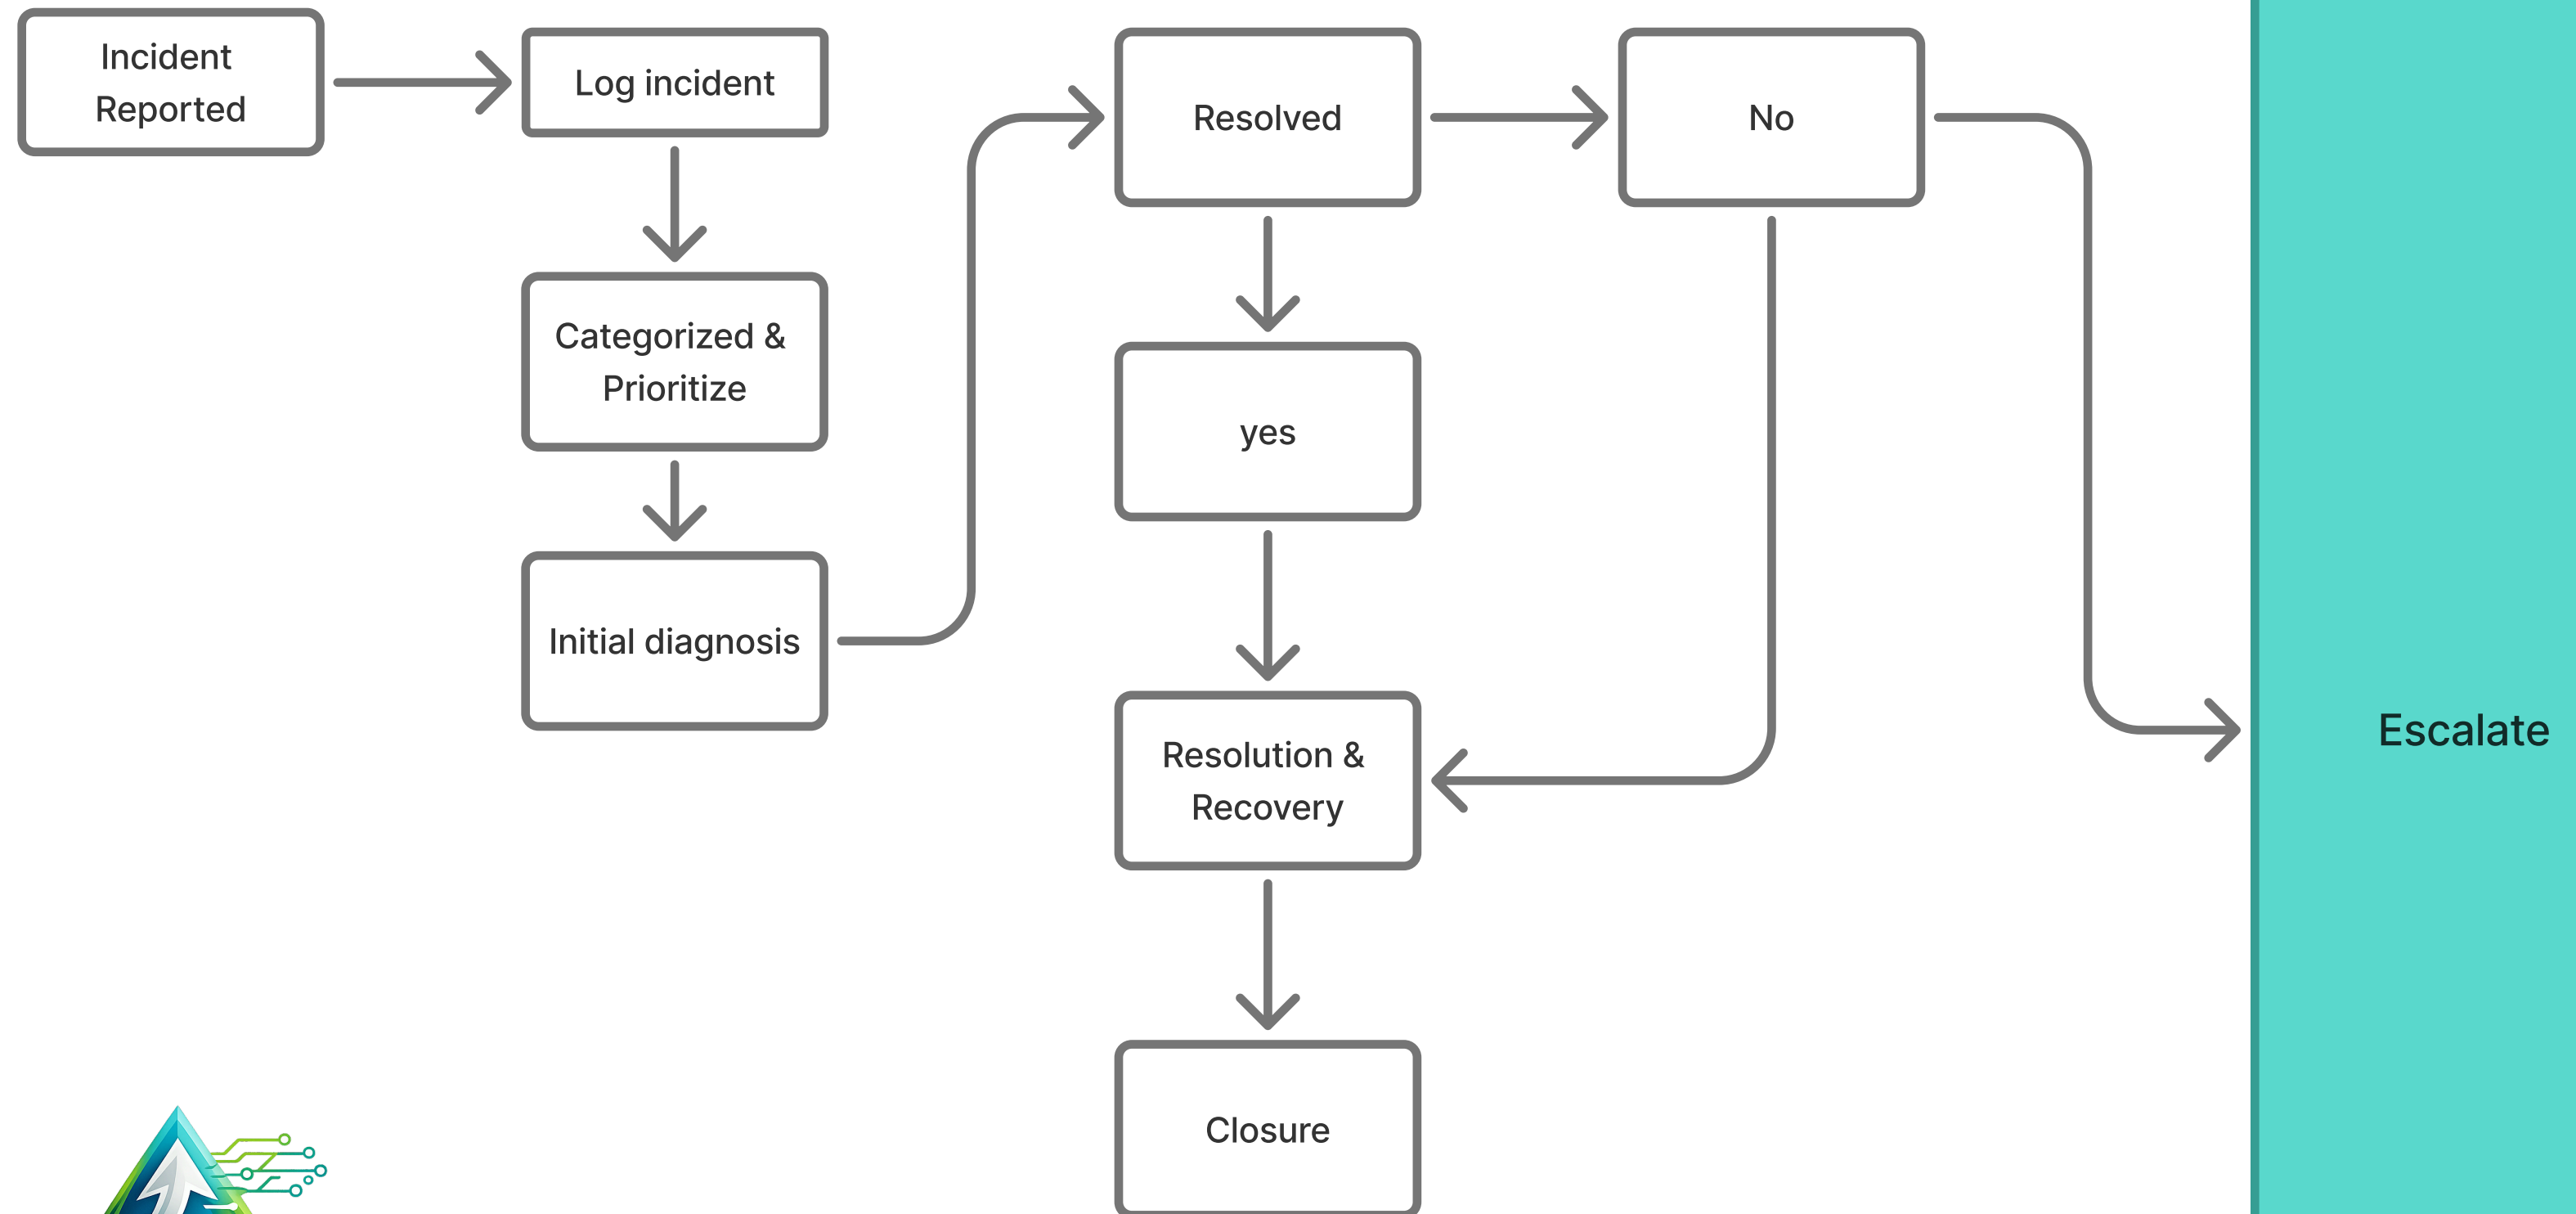 Incident
Reported
Log incident
Categorized &
Prioritize
Initial diagnosis
Resolved
No
yes
Resolution &
Recovery
Closure
Escalate